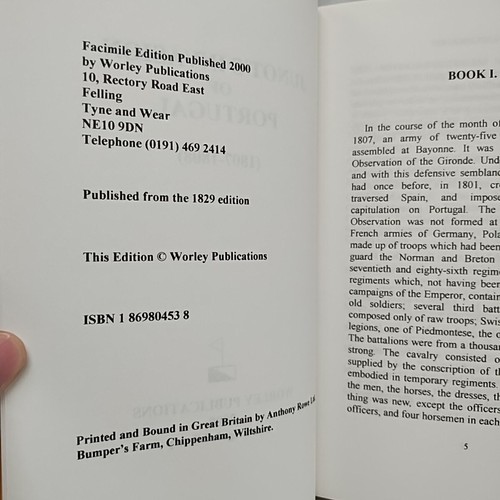 Facimile Edition Published 2000
by Worley Publications
10, Rectory Road East
Felling
Tyne and Wear
NE10 9DN
Telephone (0191) 469 2414
Published from the 1829 edition
This Edition © Worley Publications
ISBN 1 86980453 8
Printed and Bound in Great Britain by Anthony Rowe Ltd.
Bumper's Farm, Chippenham, Wiltshire.
BOOK I.
In the course of the month of
1807, an army of twenty-five
assembled at Bayonne. It was
Observation of the Gironde. Und
and with this defensive semblan
had once before, in 1801, cr
traversed Spain, and impos
capitulation on Portugal. The
Observation was not formed at
French armies of Germany, Pola
made up of troops which had been
guard the Norman and Breton
seventieth and eighty-sixth regim
regiments which, not having been
campaigns of the Emperor, contain
old soldiers; several third batt
composed only of raw troops; Swis
legions, one of Piedmontese, the o
The battalions were from a thousan
strong. The cavalry consisted o
supplied by the conscription of th
embodied in temporary regiments.
the men, the horses, the dresses, th
thing was new, except the officers
officers, and four horsemen in each
5